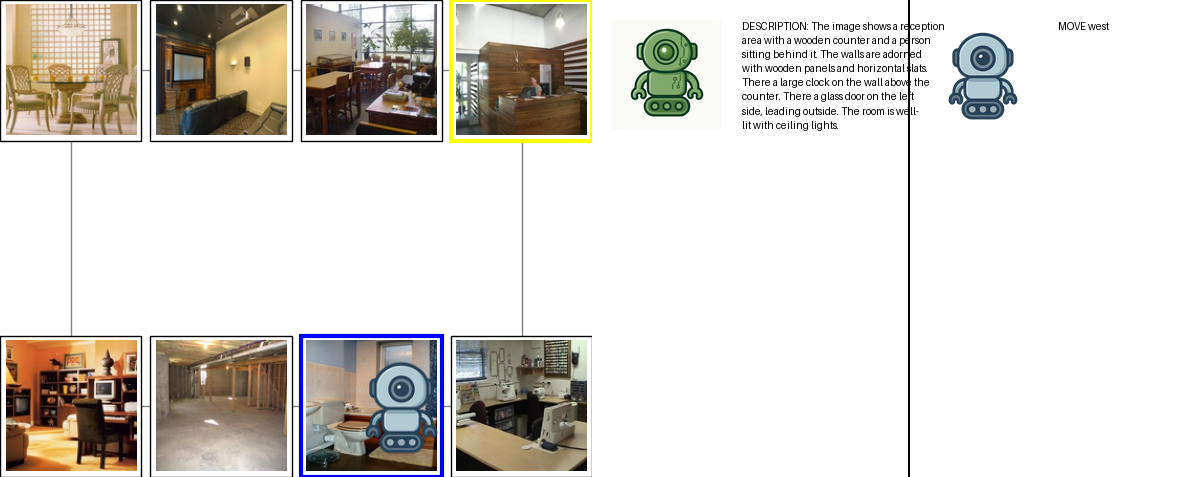 DESCRIPTION: The image shows a reception
area with a wooden counter and a person
sitting behind it. The walls are adorned
with wooden panels and horizontal slats.
There a large clock on the wall above the
counter. There a glass door on the left
side, leading outside. The room is well-
lit with ceiling lights.
MOVE west